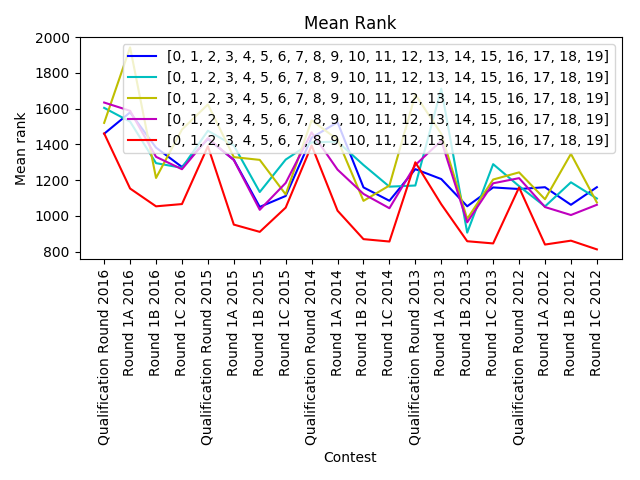 Mean Rank
2000
1800
1600
1400
1200
1000
800
Mean rank
[0, 1, 2, 3, 4, 5, 6, 7, 8, 9, 10, 11, 12, 13, 14, 15, 16, 17, 18, 19]
[0, 1, 2, 3, 4, 5, 6, 7, 8, 9, 10, 11, 12, 13, 14, 15, 16, 17, 18, 19]
[0, 1, 2, 3, 4, 5, 6, 7, 8, 9, 10, 11, 12, 13, 14, 15, 16, 17, 18, 19]
[0, 1, 2, 3, 4, 5, 6, 7, 8, 9, 10, 11, 12, 13, 14, 15, 16, 17, 18, 19]
[0, 1, 2, 3, 4, 5, 6, 7, 8, 9, 10, 11, 12, 13, 14, 15, 16, 17, 18, 19]
Qualification Round 2016
Round 1A 2016
Round 1B 2016
Round 1C 2016
Qualification Round 2015
Round 1A 2015
Round 1B 2015
Round 1C 2015
Qualification Round 2014
Round 1A 2014
Round 1B 2014
Round 1C 2014
Qualification Round 2013
Round 1A 2013
Round 1B 2013
Round 1C 2013
Qualification Round 2012
Round 1A 2012
Round 1B 2012
Round 1C 2012
Contest